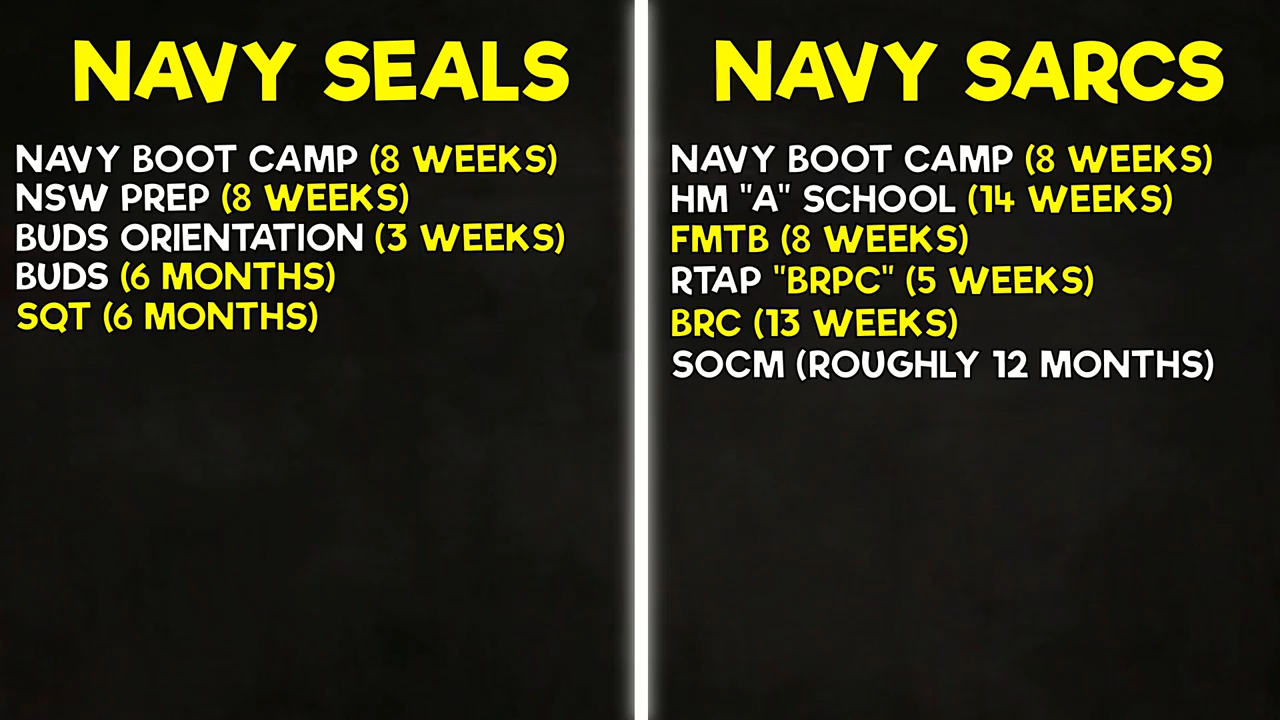 NAVY SEALS
NAVY BOOT CAMP (8 WEEKS)
NSW PREP (8 WEEKS)
BUDS ORIENTATION (3 WEEKS)
BUDS (6 MONTHS)
SQT (6 MONTHS)
NAVY SARCS
NAVY BOOT CAMP (8 WEEKS)
HM "A" SCHOOL (14 WEEKS)
FMTB (8 WEEKS)
RTAP "BRPC" (5 WEEKS)
BRC (13 WEEKS)
SOCM (ROUGHLY 12 MONTHS)